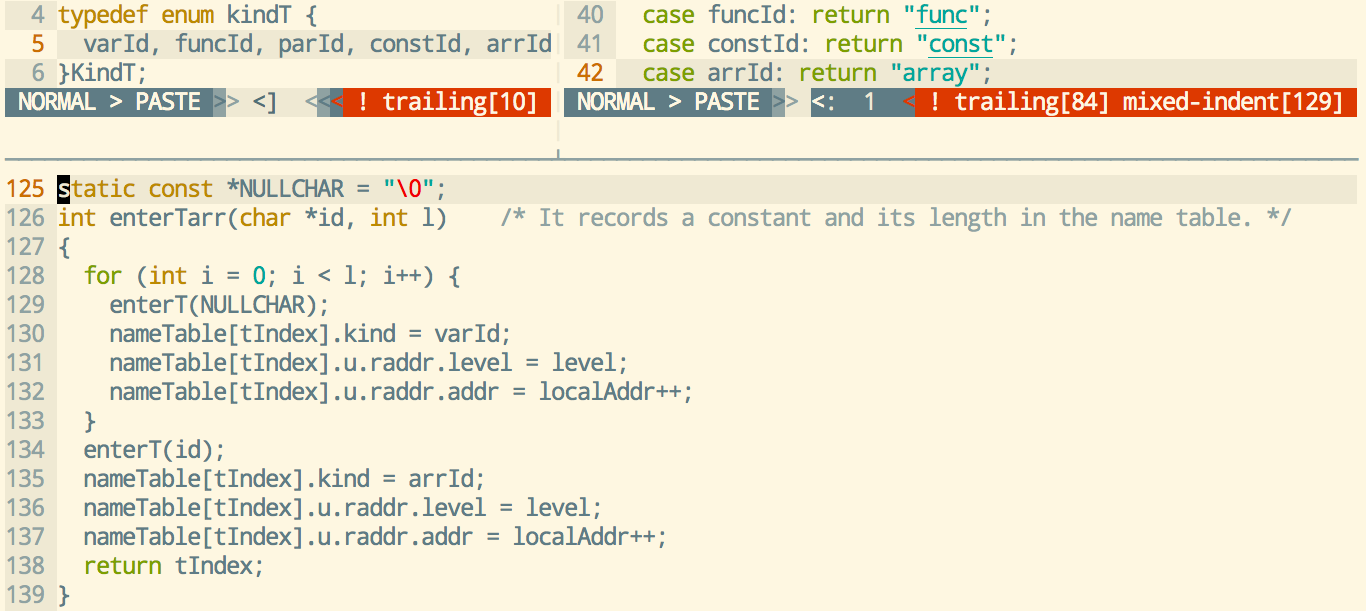 4 typedef enum kindT {
5   varId, funcId, parId, constId, arrId
6 }KindT;
NORMAL > PASTE >> <] <<< ! trailing[10]
40   case funcId: return "func";
41   case constId: return "const";
42   case arrId: return "array";
NORMAL > PASTE >> <: 1 < ! trailing[84] mixed-indent[129]
125 static const *NULLCHAR = "\0";
126 int enterTarr(char *id, int l)    /* It records a constant and its length in the name table. */
127 {
128   for (int i = 0; i < l; i++) {
129     enterT(NULLCHAR);
130     nameTable[tIndex].kind = varId;
131     nameTable[tIndex].u.raddr.level = level;
132     nameTable[tIndex].u.raddr.addr = localAddr++;
133   }
134   enterT(id);
135   nameTable[tIndex].kind = arrId;
136   nameTable[tIndex].u.raddr.level = level;
137   nameTable[tIndex].u.raddr.addr = localAddr++;
138   return tIndex;
139 }